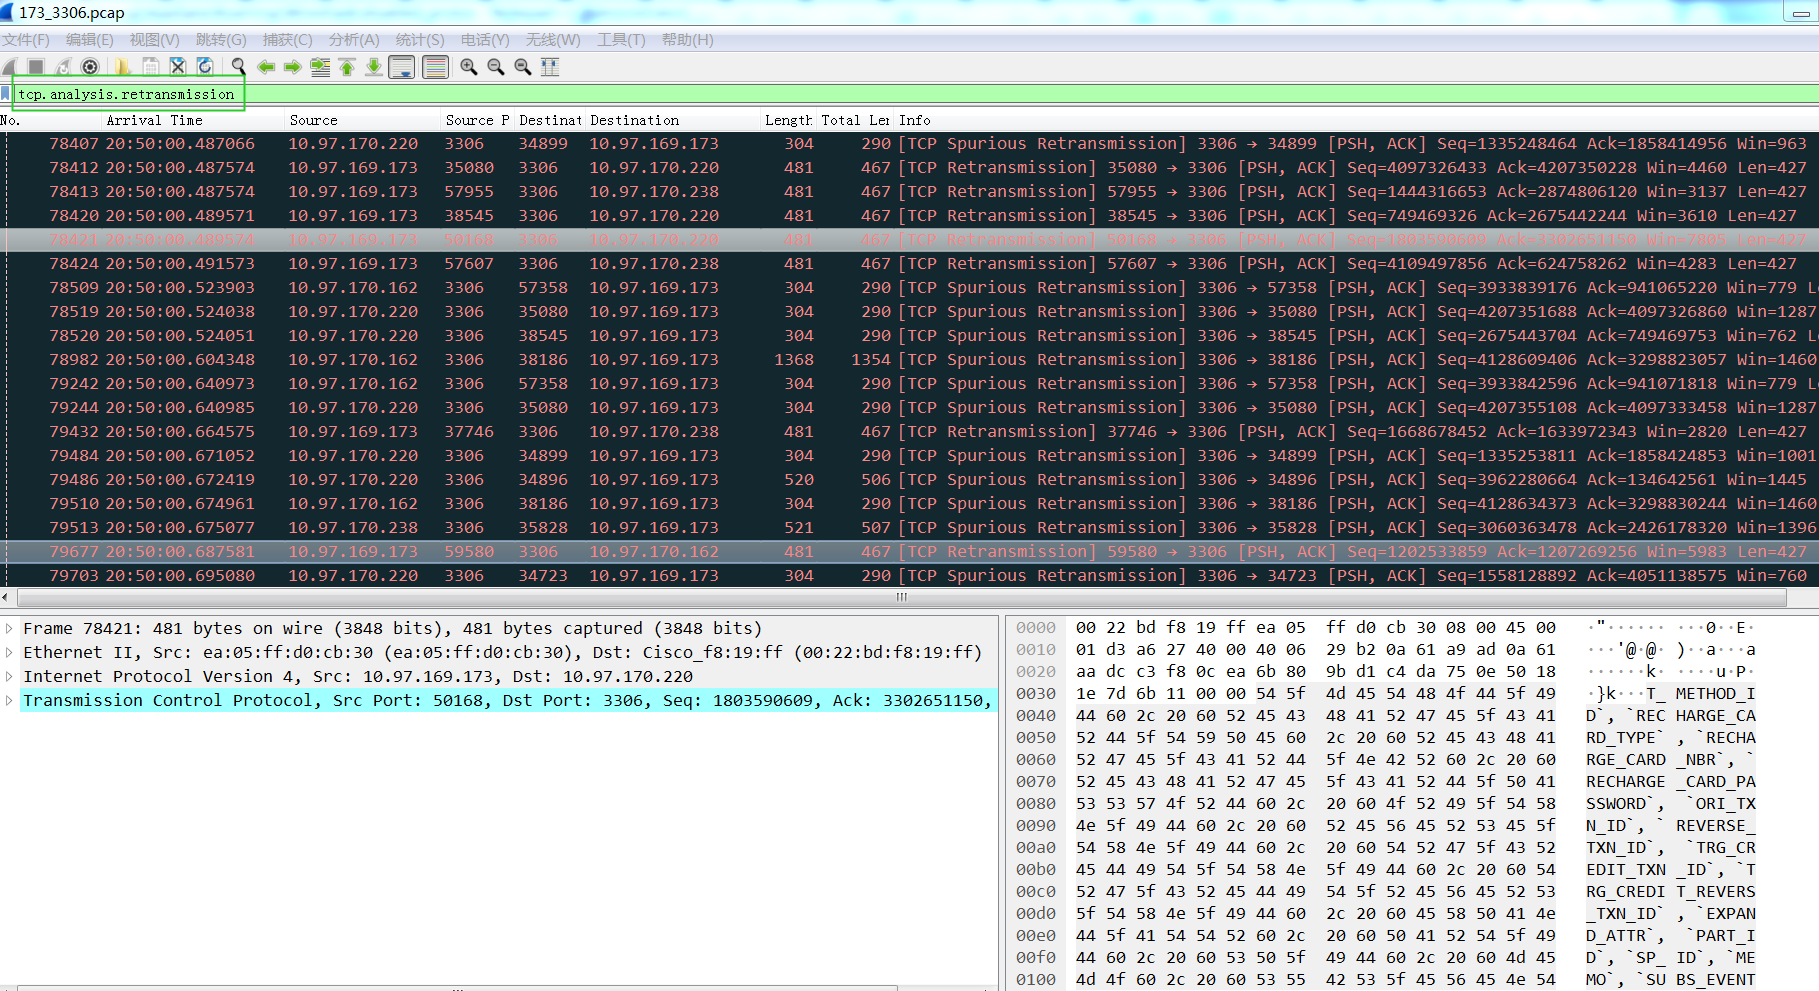 173_3306.pcap
文件(F) 编辑(E) 视图(V) 跳转(G) 捕获(C) 分析(A) 统计(S) 电话(Y) 无线(W) 工具(T) 帮助(H)
tcp.analysis.retransmission
No. Arrival Time Source Source P Destinat Destination Length Total Ler Info
78407 20:50:00.487066 10.97.170.220 3306 34899 10.97.169.173 304 290 [TCP Spurious Retransmission] 3306 → 34899 [PSH, ACK] Seq=1335248464 Ack=1858414956 Win=963
78412 20:50:00.487574 10.97.169.173 35080 3306 10.97.170.220 481 467 [TCP Retransmission] 35080 → 3306 [PSH, ACK] Seq=4097326433 Ack=4207350228 Win=4460 Len=427
78413 20:50:00.487574 10.97.169.173 57955 3306 10.97.170.238 481 467 [TCP Retransmission] 57955 → 3306 [PSH, ACK] Seq=1444316653 Ack=2874806120 Win=3137 Len=427
78420 20:50:00.489571 10.97.169.173 38545 3306 10.97.170.220 481 467 [TCP Retransmission] 38545 → 3306 [PSH, ACK] Seq=749469326 Ack=2675442244 Win=3610 Len=427
78421 20:50:00.489574 10.97.169.173 50168 3306 10.97.170.220 481 467 [TCP Retransmission] 50168 → 3306 [PSH, ACK] Seq=1803590609 Ack=3302651150 Win=7805 Len=427
78424 20:50:00.491573 10.97.169.173 57607 3306 10.97.170.238 481 467 [TCP Retransmission] 57607 → 3306 [PSH, ACK] Seq=4109497856 Ack=624758262 Win=4283 Len=427
78509 20:50:00.523903 10.97.170.162 3306 57358 10.97.169.173 304 290 [TCP Spurious Retransmission] 3306 → 57358 [PSH, ACK] Seq=3933839176 Ack=941065220 Win=779 L
78519 20:50:00.524038 10.97.170.220 3306 35080 10.97.169.173 304 290 [TCP Spurious Retransmission] 3306 → 35080 [PSH, ACK] Seq=4207351688 Ack=4097326860 Win=1287
78520 20:50:00.524051 10.97.170.220 3306 38545 10.97.169.173 304 290 [TCP Spurious Retransmission] 3306 → 38545 [PSH, ACK] Seq=2675443704 Ack=749469753 Win=762 L
78982 20:50:00.604348 10.97.170.162 3306 38186 10.97.169.173 1368 1354 [TCP Spurious Retransmission] 3306 → 38186 [PSH, ACK] Seq=4128609406 Ack=3298823057 Win=1460
79242 20:50:00.640973 10.97.170.162 3306 57358 10.97.169.173 304 290 [TCP Spurious Retransmission] 3306 → 57358 [PSH, ACK] Seq=3933842596 Ack=941071818 Win=779 L
79244 20:50:00.640985 10.97.170.220 3306 35080 10.97.169.173 304 290 [TCP Spurious Retransmission] 3306 → 35080 [PSH, ACK] Seq=4207355108 Ack=4097333458 Win=1287
79432 20:50:00.664575 10.97.169.173 37746 3306 10.97.170.238 481 467 [TCP Retransmission] 37746 → 3306 [PSH, ACK] Seq=1668678452 Ack=1633972343 Win=2820 Len=427
79484 20:50:00.671052 10.97.170.220 3306 34899 10.97.169.173 304 290 [TCP Spurious Retransmission] 3306 → 34899 [PSH, ACK] Seq=1335253811 Ack=1858424853 Win=1001
79486 20:50:00.672419 10.97.170.220 3306 34896 10.97.169.173 520 506 [TCP Spurious Retransmission] 3306 → 34896 [PSH, ACK] Seq=3962280664 Ack=134642561 Win=1445
79510 20:50:00.674961 10.97.170.162 3306 38186 10.97.169.173 304 290 [TCP Spurious Retransmission] 3306 → 38186 [PSH, ACK] Seq=4128634373 Ack=3298830244 Win=1460
79513 20:50:00.675077 10.97.170.238 3306 35828 10.97.169.173 521 507 [TCP Spurious Retransmission] 3306 → 35828 [PSH, ACK] Seq=3060363478 Ack=2426178320 Win=1396
79677 20:50:00.687581 10.97.169.173 59580 3306 10.97.170.162 481 467 [TCP Retransmission] 59580 → 3306 [PSH, ACK] Seq=1202533859 Ack=1207269256 Win=5983 Len=427
79703 20:50:00.695080 10.97.170.220 3306 34723 10.97.169.173 304 290 [TCP Spurious Retransmission] 3306 → 34723 [PSH, ACK] Seq=1558128892 Ack=4051138575 Win=760
Frame 78421: 481 bytes on wire (3848 bits), 481 bytes captured (3848 bits)
Ethernet II, Src: ea:05:ff:d0:cb:30 (ea:05:ff:d0:cb:30), Dst: Cisco_f8:19:ff (00:22:bd:f8:19:ff)
Internet Protocol Version 4, Src: 10.97.169.173, Dst: 10.97.170.220
Transmission Control Protocol, Src Port: 50168, Dst Port: 3306, Seq: 1803590609, Ack: 3302651150,
0000 00 22 bd f8 19 ff ea 05 ff d0 cb 30 08 00 45 00 ·"······ ···0··E·
0010 01 d3 a6 27 40 00 40 06 29 b2 0a 61 a9 ad 0a 61 ···'@·@· )··a···a
0020 aa dc c3 f8 0c ea 6b 80 9b d1 c4 da 75 0e 50 18 ······k· ····u·P·
0030 1e 7d 6b 11 00 00 54 5f 4d 45 54 48 4f 44 5f 49 ·}k···T_ METHOD_I
0040 44 60 2c 20 60 52 45 43 48 41 52 47 45 5f 43 41 D`, `REC HARGE_CA
0050 52 44 5f 54 59 50 45 60 2c 20 60 52 45 43 48 41 RD_TYPE` , `RECHA
0060 52 47 45 5f 43 41 52 44 5f 4e 42 52 60 2c 20 60 RGE_CARD _NBR`, `
0070 52 45 43 48 41 52 47 45 5f 43 41 52 44 5f 50 41 RECHARGE _CARD_PA
0080 53 53 57 4f 52 44 60 2c 20 60 4f 52 49 5f 54 58 SSWORD`, `ORI_TX
0090 4e 5f 49 44 60 2c 20 60 52 45 56 45 52 53 45 5f N_ID`, ` REVERSE_
00a0 54 58 4e 5f 49 44 60 2c 20 60 54 52 47 5f 43 52 TXN_ID`, `TRG_CR
00b0 45 44 49 54 5f 54 58 4e 5f 49 44 60 2c 20 60 54 EDIT_TXN _ID`, `T
00c0 52 47 5f 43 52 45 44 49 54 5f 52 45 56 45 52 53 RG_CREDI T_REVERS
00d0 5f 54 58 4e 5f 49 44 60 2c 20 60 45 58 50 41 4e _TXN_ID` , `EXPAN
00e0 44 5f 41 54 54 52 60 2c 20 60 50 41 52 54 5f 49 D_ATTR`, `PART_I
00f0 44 60 2c 20 60 53 50 5f 49 44 60 2c 20 60 4d 45 D`, `SP_ ID`, `ME
0100 4d 4f 60 2c 20 60 53 55 42 53 5f 45 56 45 4e 54 MO`, `SU BS_EVENT